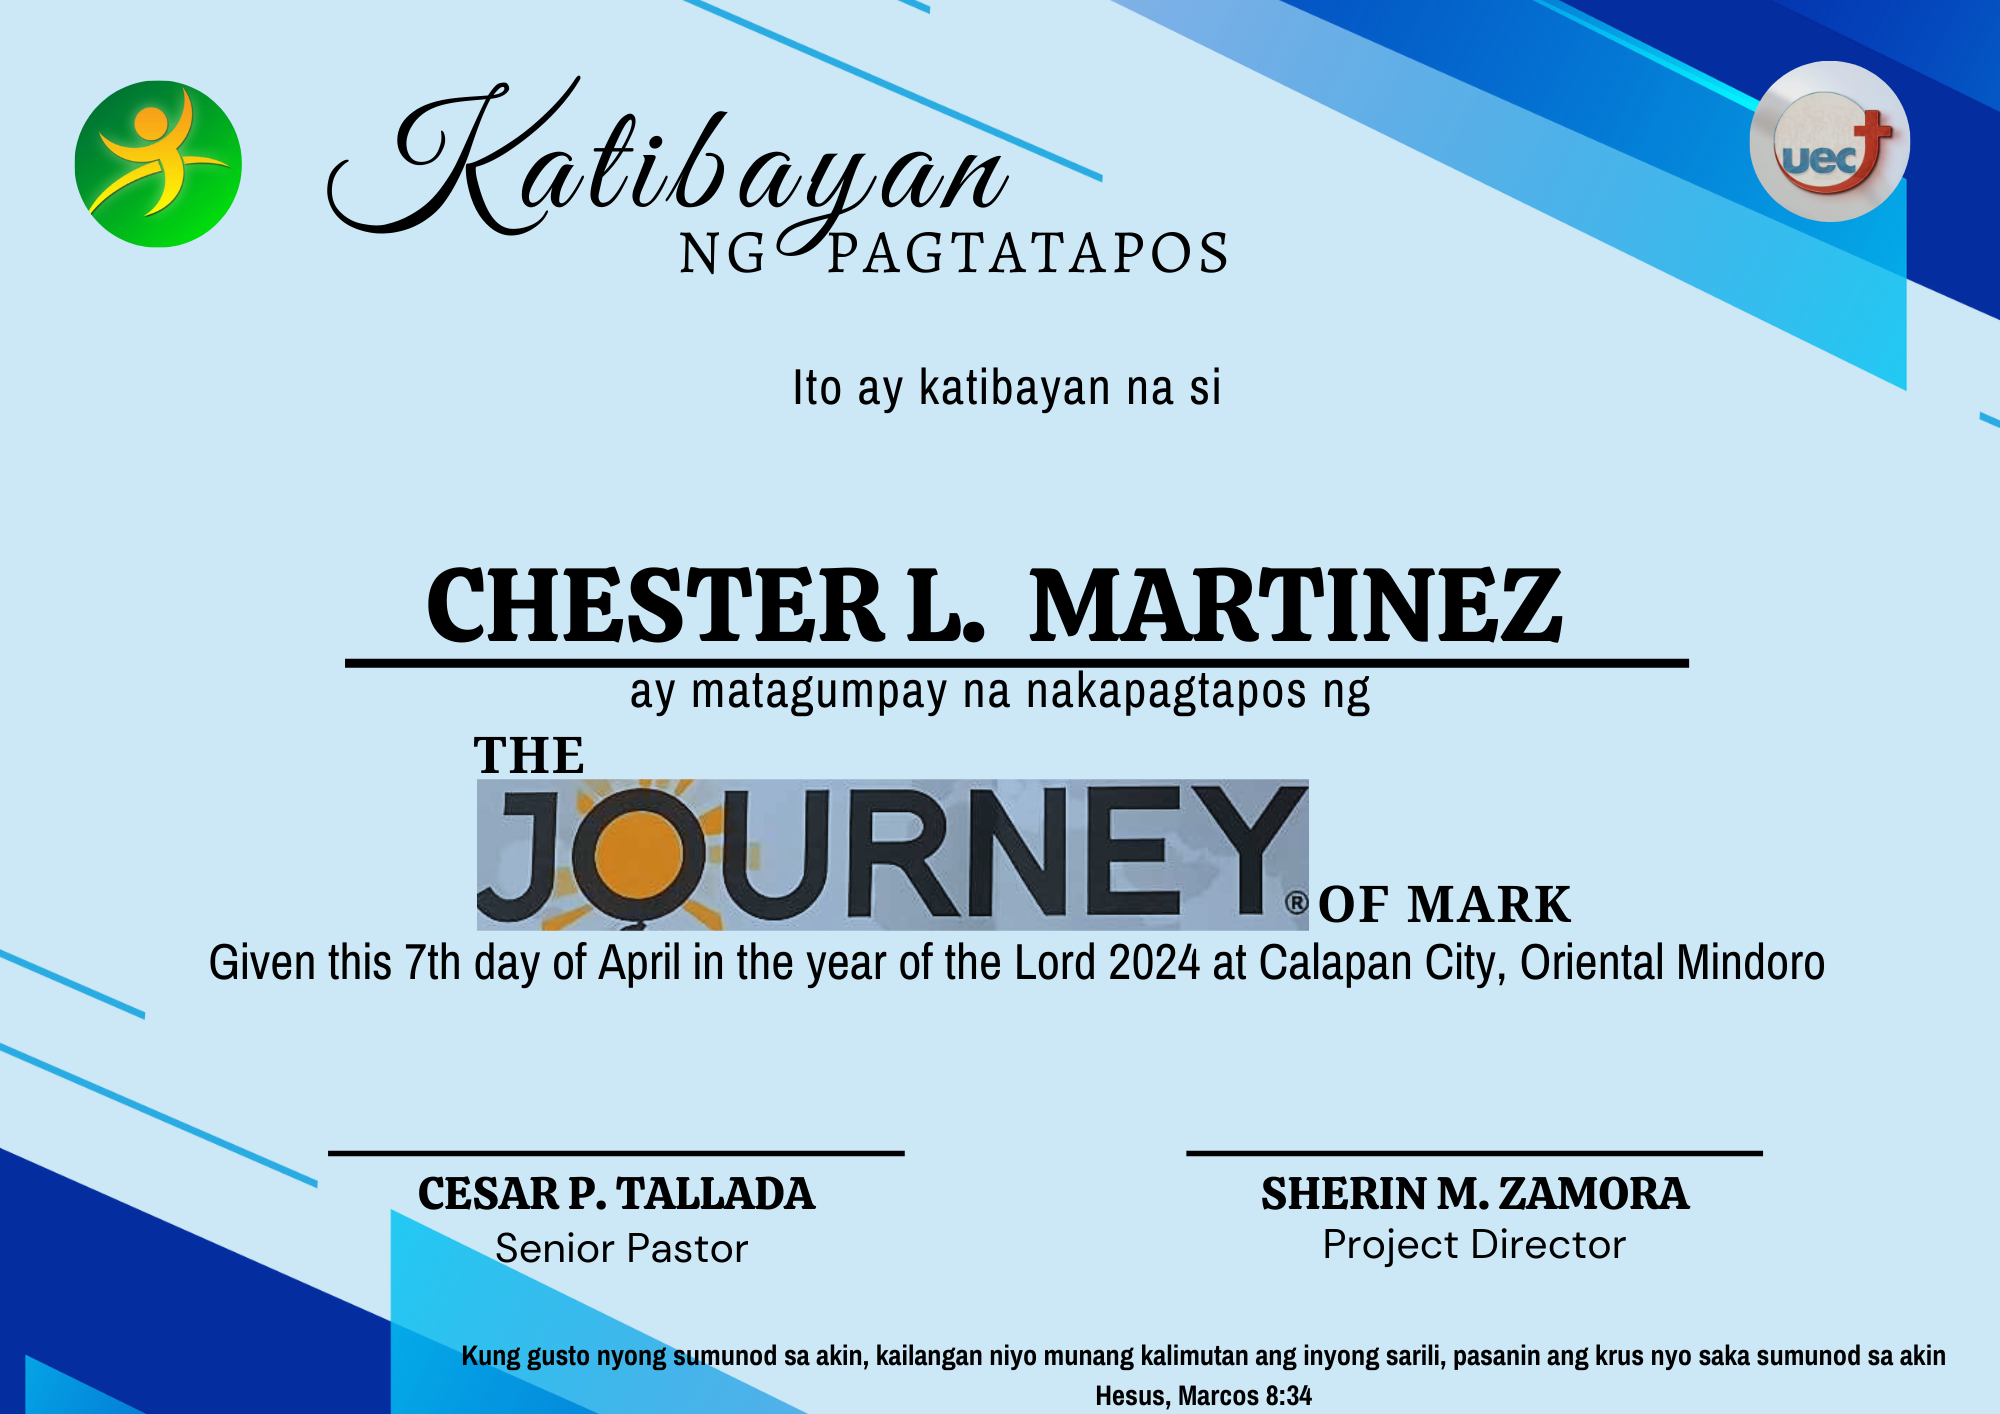 Katibayan
NG PAGTATAPOS
uec
Ito ay katibayan na si
CHESTER L. MARTINEZ
ay matagumpay na nakapagtapos ng
THE
JOURNEY® OF MARK
Given this 7th day of April in the year of the Lord 2024 at Calapan City, Oriental Mindoro
CESAR P. TALLADA
Senior Pastor
SHERIN M. ZAMORA
Project Director
Kung gusto nyong sumunod sa akin, kailangan niyo munang kalimutan ang inyong sarili, pasanin ang krus nyo saka sumunod sa akin
Hesus, Marcos 8:34